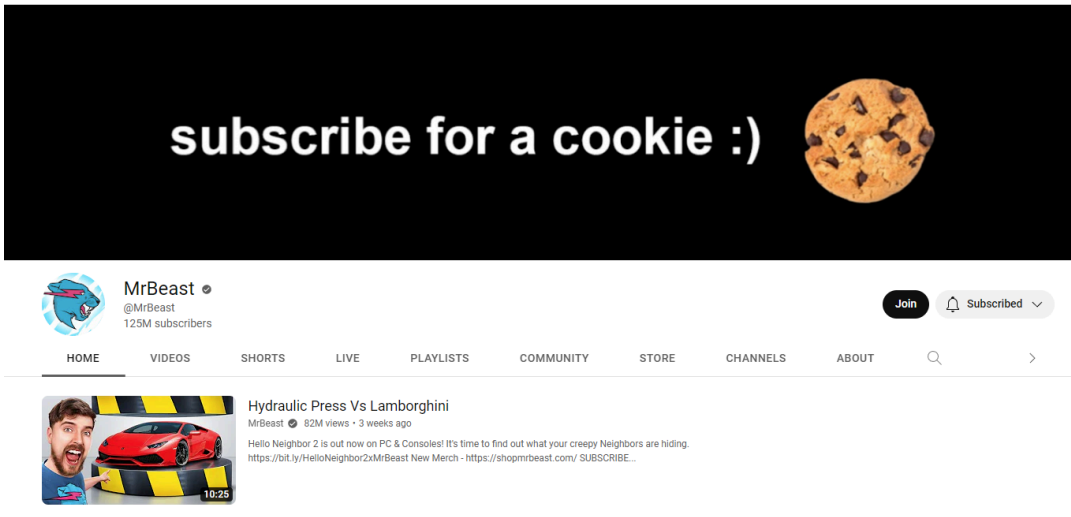 subscribe for a cookie :)
MrBeast
@MrBeast
125M subscribers
Join
Subscribed
HOME VIDEOS SHORTS LIVE PLAYLISTS COMMUNITY STORE CHANNELS ABOUT
Hydraulic Press Vs Lamborghini
MrBeast 82M views • 3 weeks ago
Hello Neighbor 2 is out now on PC & Consoles! It's time to find out what your creepy Neighbors are hiding.
https://bit.ly/HelloNeighbor2xMrBeast New Merch - https://shopmrbeast.com/ SUBSCRIBE...
10:25